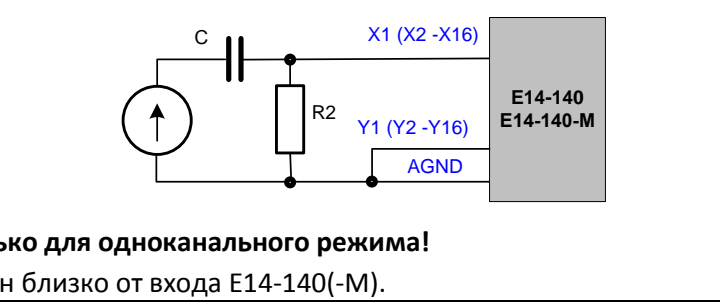 C
X1 (X2 -X16)
R2
Y1 (Y2 -Y16)
AGND
E14-140
E14-140-M
для одноканального режима!
близко от входа E14-140(-M).